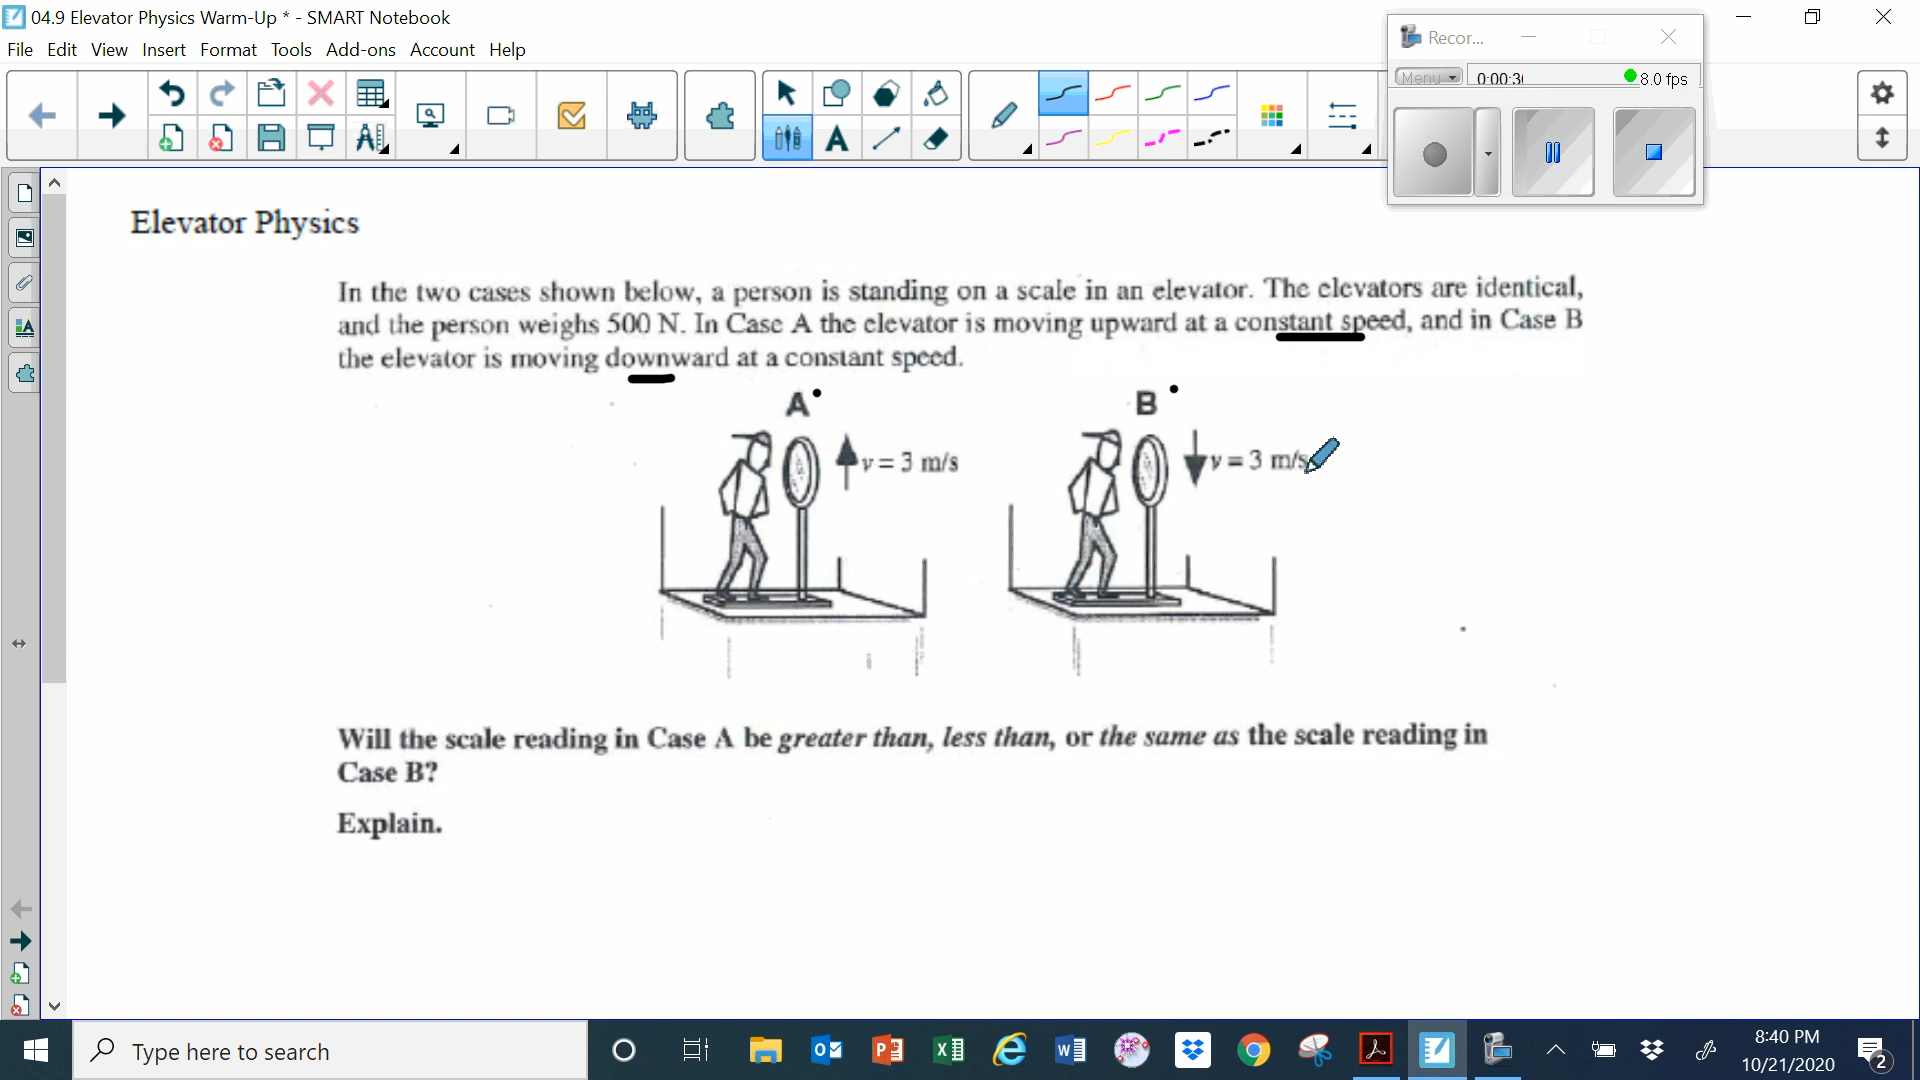 04.9 Elevator Physics Warm-Up * - SMART Notebook
File Edit View Insert Format Tools Add-ons Account Help
Recor...
Menu
8.0 fps
Elevator Physics
In the two cases shown below, a person is standing on a scale in an elevator. The elevators are identical,
and the person weighs 500 N. In Case A the elevator is moving upward at a constant speed, and in Case B
the elevator is moving downward at a constant speed.
A
B
v = 3 m/s
v = 3 m/s
Will the scale reading in Case A be greater than, less than, or the same as the scale reading in
Case B?
Explain.
Type here to search
8:40 PM
10/21/2020
2